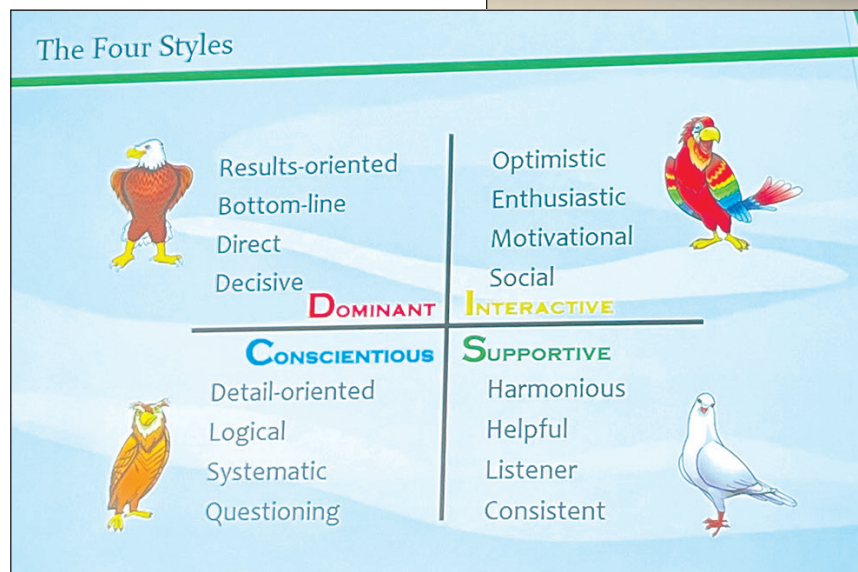 The Four Styles
Results-oriented
Bottom-line
Direct
Decisive
DOMINANT
Optimistic
Enthusiastic
Motivational
Social
INTERACTIVE
CONSCIENTIOUS
Detail-oriented
Logical
Systematic
Questioning
SUPPORTIVE
Harmonious
Helpful
Listener
Consistent